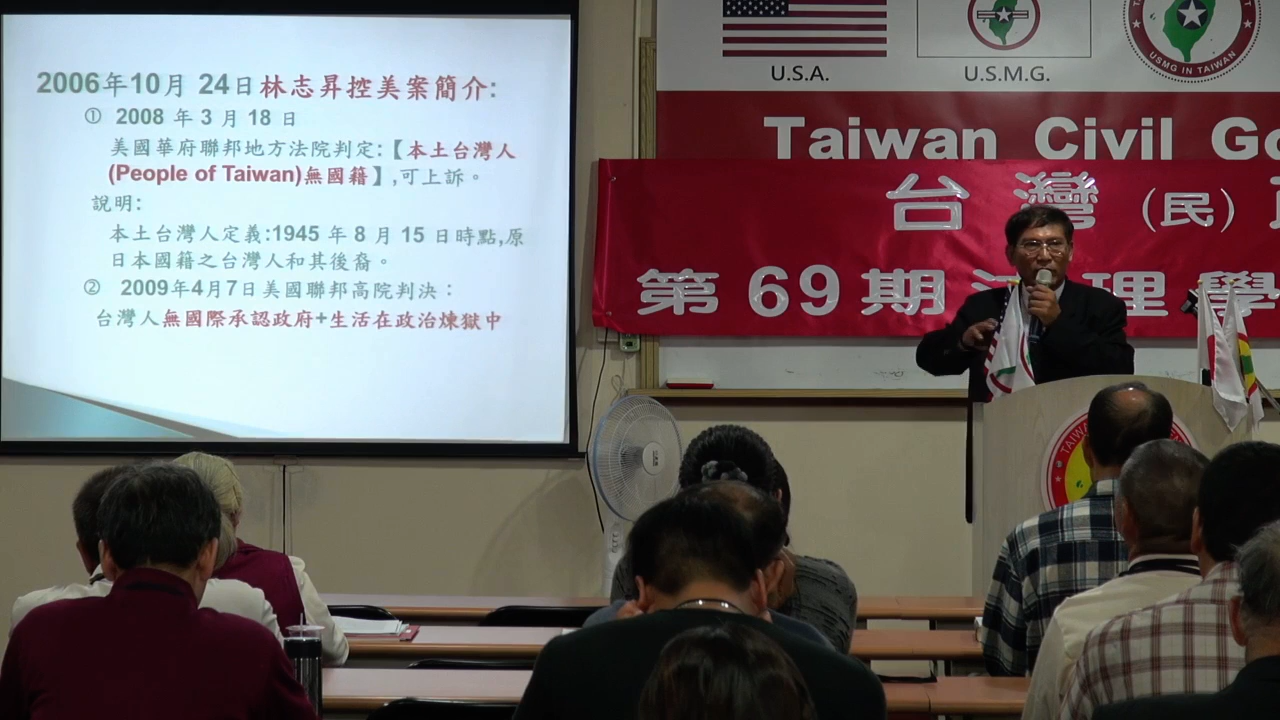 2006年10月 24日林志昇控美案簡介:
① 2008 年 3 月 18 日
美國華府聯邦地方法院判定:【本土台灣人
(People of Taiwan)無國籍】,可上訴。
說明:
本土台灣人定義:1945 年 8 月 15 日時點,原
日本國籍之台灣人和其後裔。
② 2009年4月7日美國聯邦高院判決：
台灣人無國際承認政府+生活在政治煉獄中
U.S.A.
U.S.M.G.
USMG IN TAIWAN
Taiwan Civil Go
台灣(民)
第69期 理學
TAIWAN